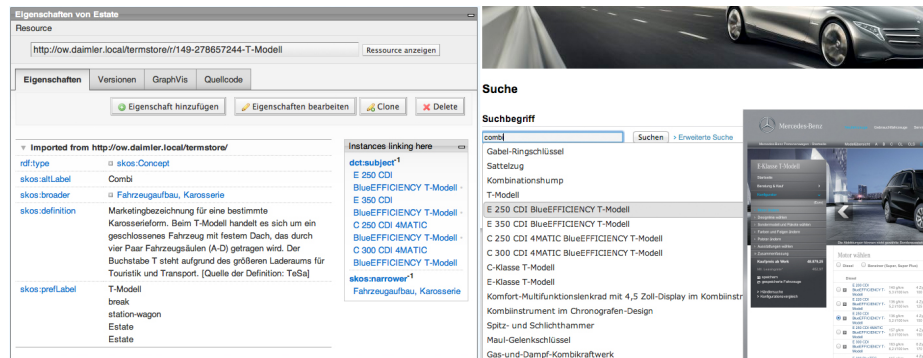 Eigenschaften von Estate
Resource
http://ow.daimler.local/termstore/r/149-278657244-T-Modell
Ressource anzeigen
Eigenschaften
Versionen
GraphVis
Quellcode
Eigenschaft hinzufügen
Eigenschaften bearbeiten
Clone
Delete
Imported from http://ow.daimler.local/termstore/
rdf:type
skos:Concept
skos:altLabel
Combi
skos:broader
Fahrzeugaufbau, Karosserie
skos:definition
Marketingbezeichnung für eine bestimmte
Karosserieform. Beim T-Modell handelt es sich um ein
geschlossenes Fahrzeug mit festem Dach, das durch
vier Paar Fahrzeugsäulen (A-D) getragen wird. Der
Buchstabe T steht aufgrund des größeren Laderaums für
Touristik und Transport. [Quelle der Definition: TeSa]
skos:prefLabel
T-Modell
break
station-wagon
Estate
Estate
Instances linking here
dct:subject-1
E 250 CDI
BlueEFFICIENCY T-Modell
E 350 CDI
BlueEFFICIENCY T-Modell
C 250 CDI 4MATIC
BlueEFFICIENCY T-Modell
C 300 CDI 4MATIC
BlueEFFICIENCY T-Modell
skos:narrower-1
Fahrzeugaufbau, Karosserie
Suche
Suchbegriff
combi
Suchen
> Erweiterte Suche
Gabel-Ringschlüssel
Sattelzug
Kombinationshump
T-Modell
E 250 CDI BlueEFFICIENCY T-Modell
E 350 CDI BlueEFFICIENCY T-Modell
C 250 CDI 4MATIC BlueEFFICIENCY T-Modell
C 300 CDI 4MATIC BlueEFFICIENCY T-Modell
C-Klasse T-Modell
E-Klasse T-Modell
Komfort-Multifunktionslenkrad mit 4,5 Zoll-Display im Kombiinstr
Kombiinstrument im Chronografen-Design
Spitz- und Schlichthammer
Maul-Gelenkschlüssel
Gas-und-Dampf-Kombikraftwerk
Mercedes-Benz
E-Klasse T-Modell
Motor wählen